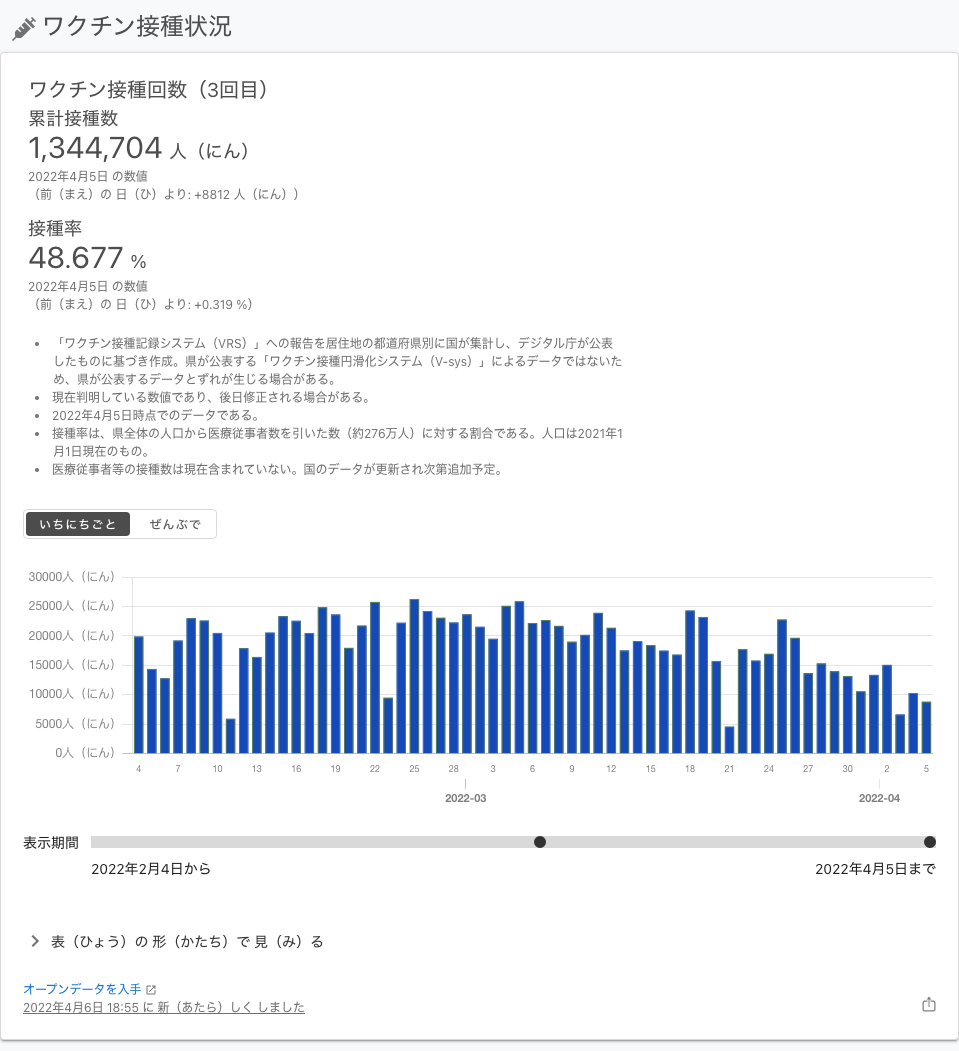 ワクチン接種状況
ワクチン接種回数（3回目）
累計接種数
1,344,704 人（にん）
2022年4月5日 の数値
（前（まえ）の 日（ひ）より: +8812 人（にん））
接種率
48.677 %
2022年4月5日 の数値
（前（まえ）の 日（ひ）より: +0.319 %）
• 「ワクチン接種記録システム（VRS）」への報告を居住地の都道府県別に国が集計し、デジタル庁が公表
したものに基づき作成。県が公表する「ワクチン接種円滑化システム（V-sys）」によるデータではないた
め、県が公表するデータとずれが生じる場合がある。
• 現在判明している数値であり、後日修正される場合がある。
• 2022年4月5日時点でのデータである。
• 接種率は、県全体の人口から医療従事者数を引いた数（約276万人）に対する割合である。人口は2021年1
月1日現在のもの。
• 医療従事者等の接種数は現在含まれていない。国のデータが更新され次第追加予定。
いちにちごと ぜんぶで
30000人（にん）
25000人（にん）
20000人（にん）
15000人（にん）
10000人（にん）
5000人（にん）
0人（にん）
4 7 10 13 16 19 22 25 28 3 6 9 12 15 18 21 24 27 30 2 5
2022-03 2022-04
表示期間
2022年2月4日から 2022年4月5日まで
表（ひょう）の 形（かたち）で 見（み）る
オープンデータを入手
2022年4月6日 18:55 に 新（あたら）しく しました